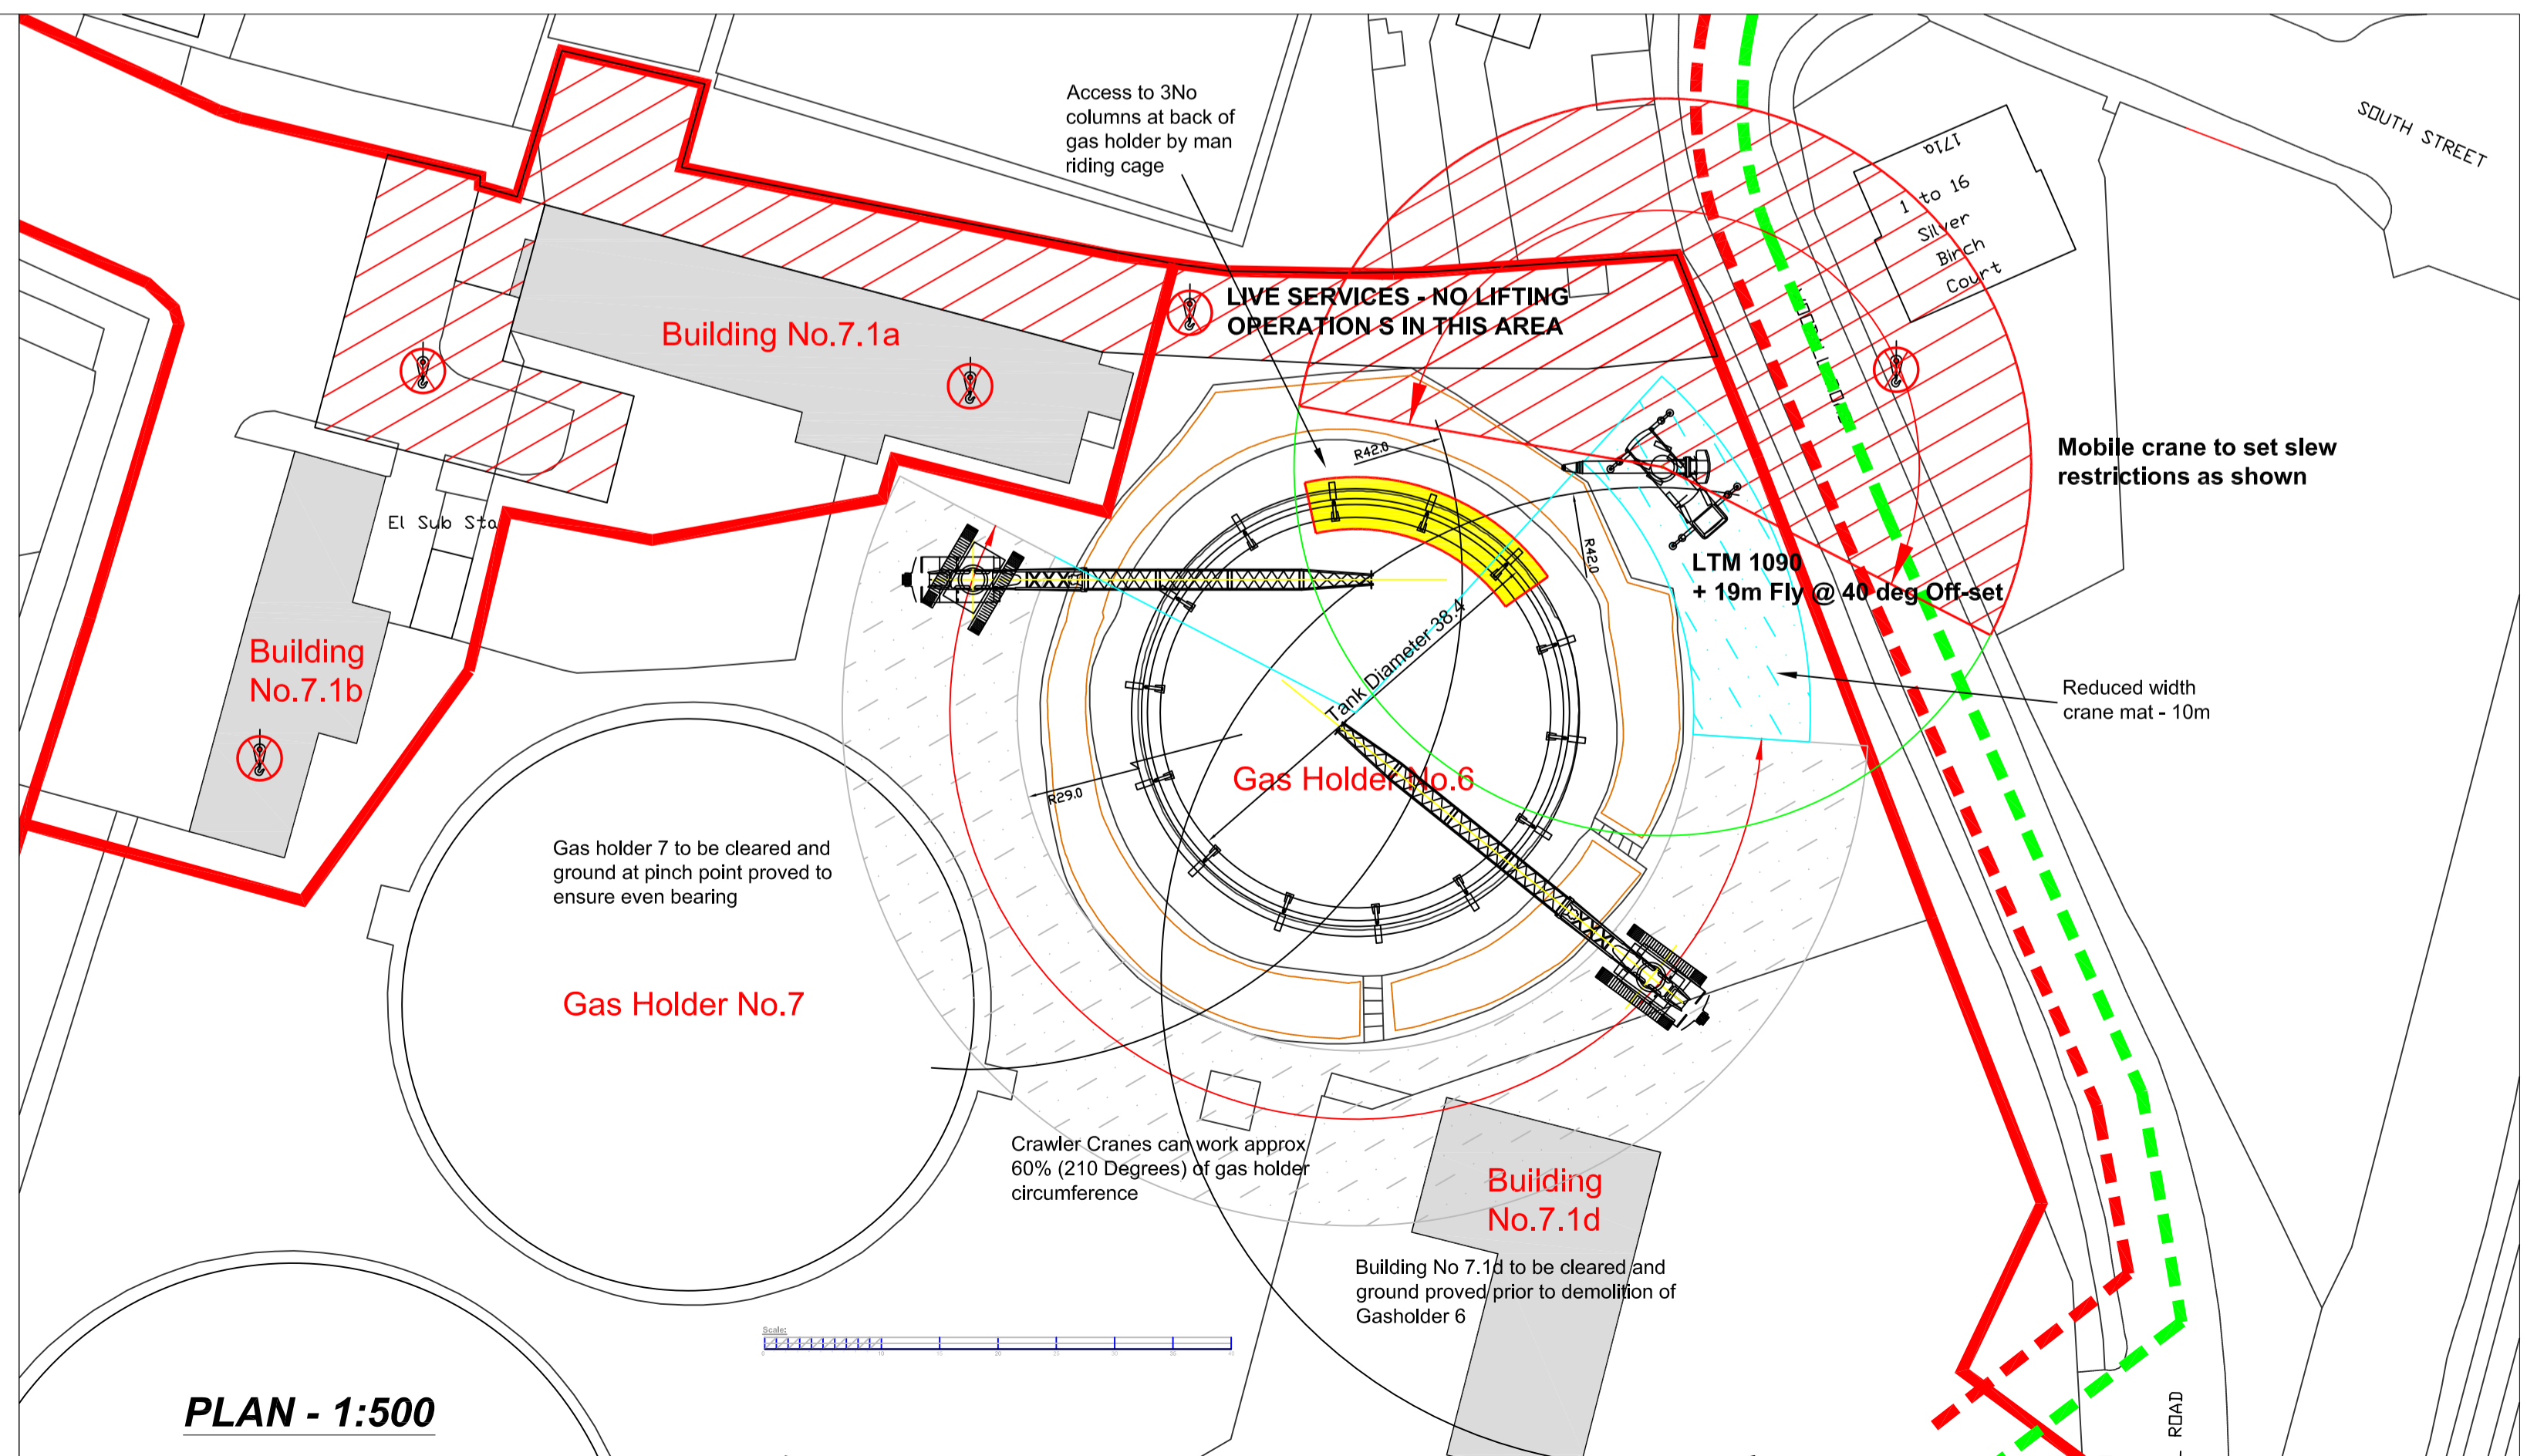 SOUTH STREET
171a
1 to 16
Silver
Birch
Court
Access to 3No
columns at back of
gas holder by man
riding cage
LIVE SERVICES - NO LIFTING
OPERATION S IN THIS AREA
Building No.7.1a
Mobile crane to set slew
restrictions as shown
R42.0
R42.0
El Sub Sta
LTM 1090
+ 19m Fly @ 40 deg Off-set
Tank Diameter 38.4
Building
No.7.1b
Reduced width
crane mat - 10m
Gas Holder No.6
R29.0
Gas holder 7 to be cleared and
ground at pinch point proved to
ensure even bearing
Gas Holder No.7
Crawler Cranes can work approx
60% (210 Degrees) of gas holder
circumference
Building
No.7.1d
Building No 7.1d to be cleared and
ground proved prior to demolition of
Gasholder 6
Scale:
PLAN - 1:500
ROAD